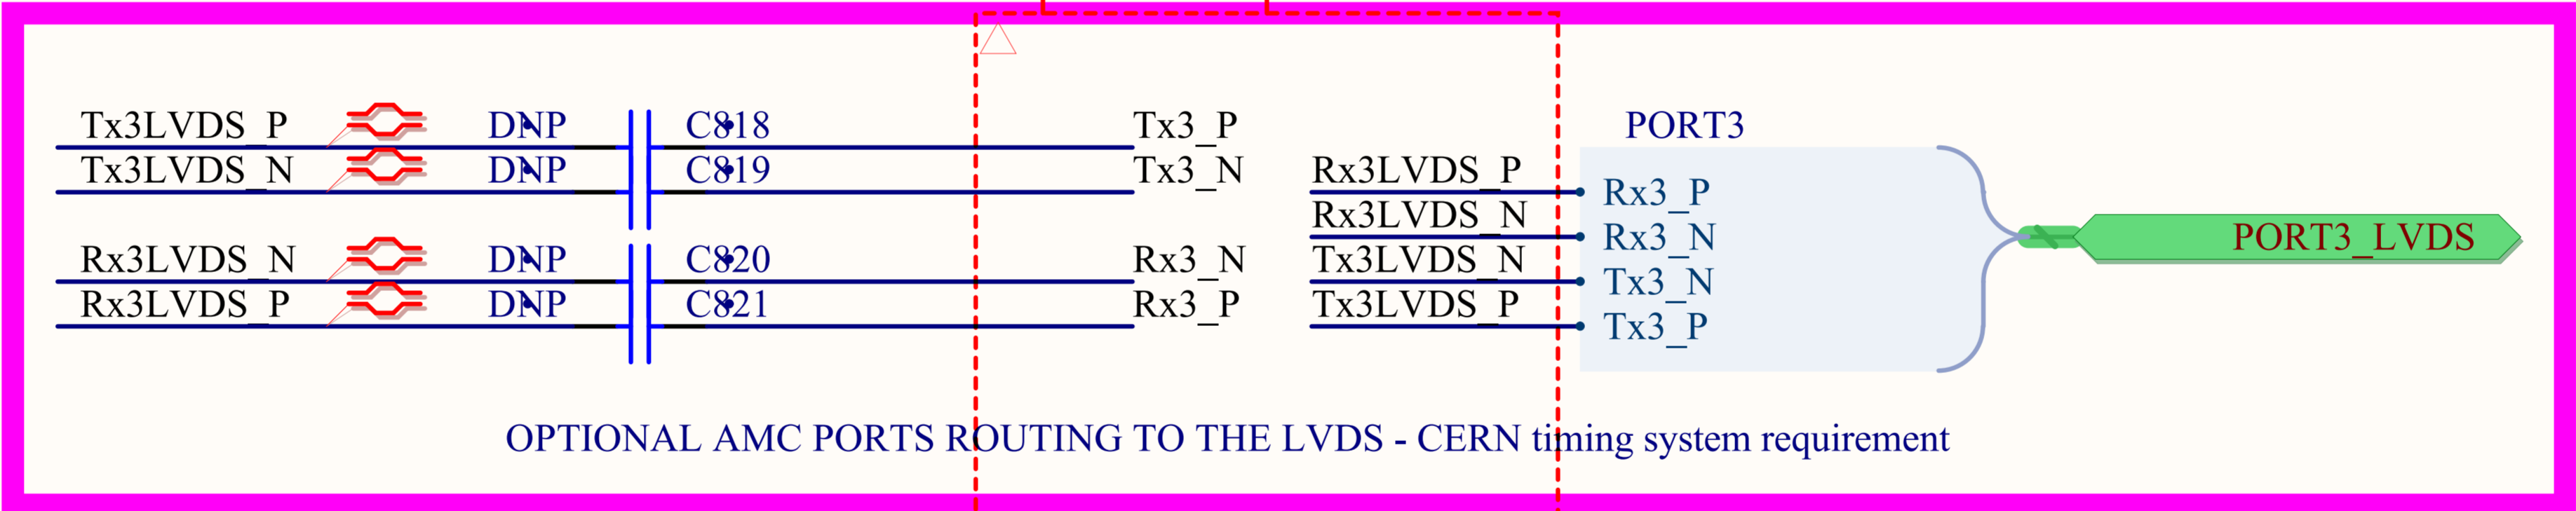 Tx3LVDS_P DNP C818 Tx3_P PORT3
Tx3LVDS_N DNP C819 Tx3_N Rx3LVDS_P
Rx3_P
Rx3LVDS_N Rx3_N
Rx3LVDS_N DNP C820 Rx3_N Tx3LVDS_N
Tx3_N
Rx3LVDS_P DNP C821 Rx3_P Tx3LVDS_P
Tx3_P
PORT3_LVDS
OPTIONAL AMC PORTS ROUTING TO THE LVDS - CERN timing system requirement